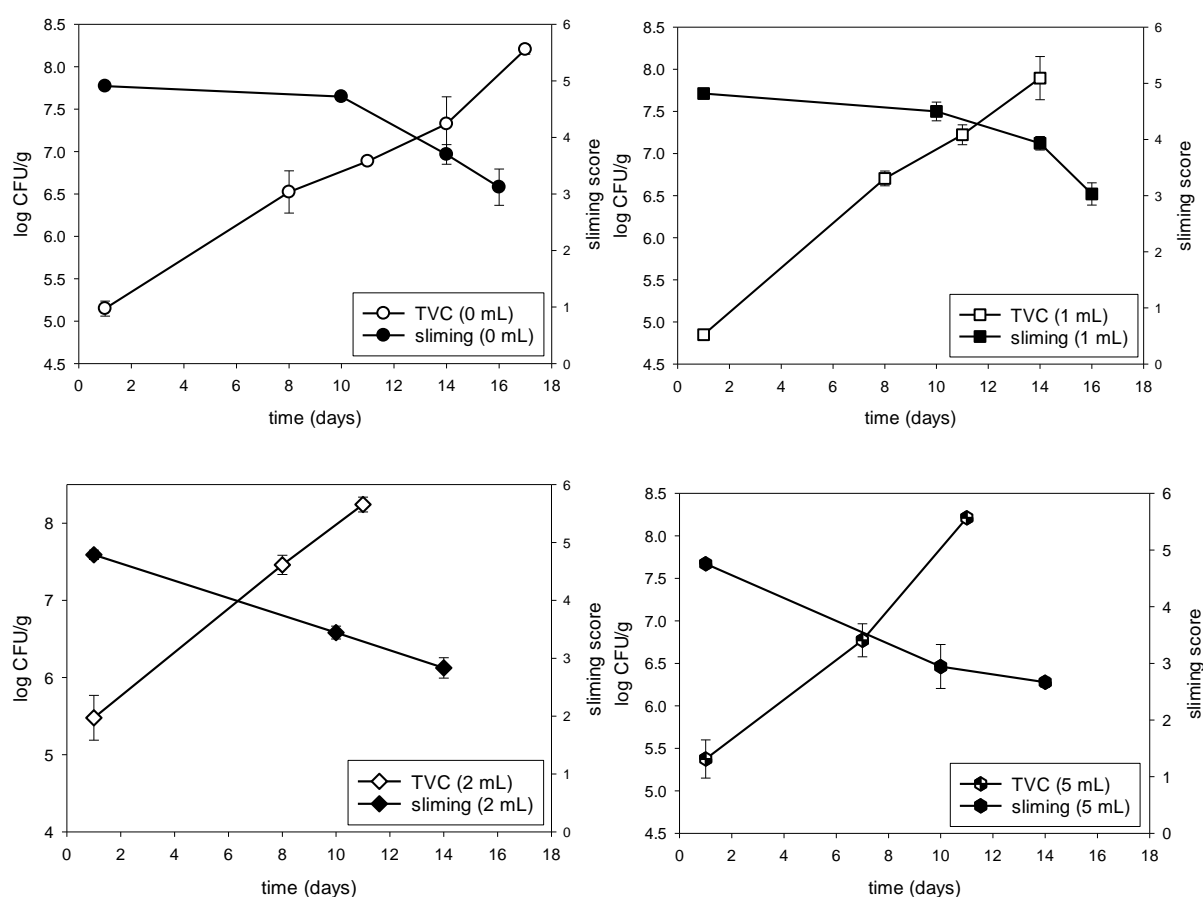 8.5
8.0
7.5
7.0
6.5
6.0
5.5
5.0
4.5
log CFU/g
6
5
4
3
2
1
0
sliming score
TVC (0 mL)
sliming (0 mL)
0 2 4 6 8 10 12 14 16 18
time (days)
8.5
8.0
7.5
7.0
6.5
6.0
5.5
5.0
4.5
log CFU/g
6
5
4
3
2
1
0
sliming score
TVC (1 mL)
sliming (1 mL)
0 2 4 6 8 10 12 14 16 18
time (days)
8
7
6
5
4
log CFU/g
6
5
4
3
2
1
0
sliming score
TVC (2 mL)
sliming (2 mL)
0 2 4 6 8 10 12 14 16 18
time (days)
8.5
8.0
7.5
7.0
6.5
6.0
5.5
5.0
4.5
log CFU/g
6
5
4
3
2
1
0
sliming score
TVC (5 mL)
sliming (5 mL)
0 2 4 6 8 10 12 14 16 18
time (days)